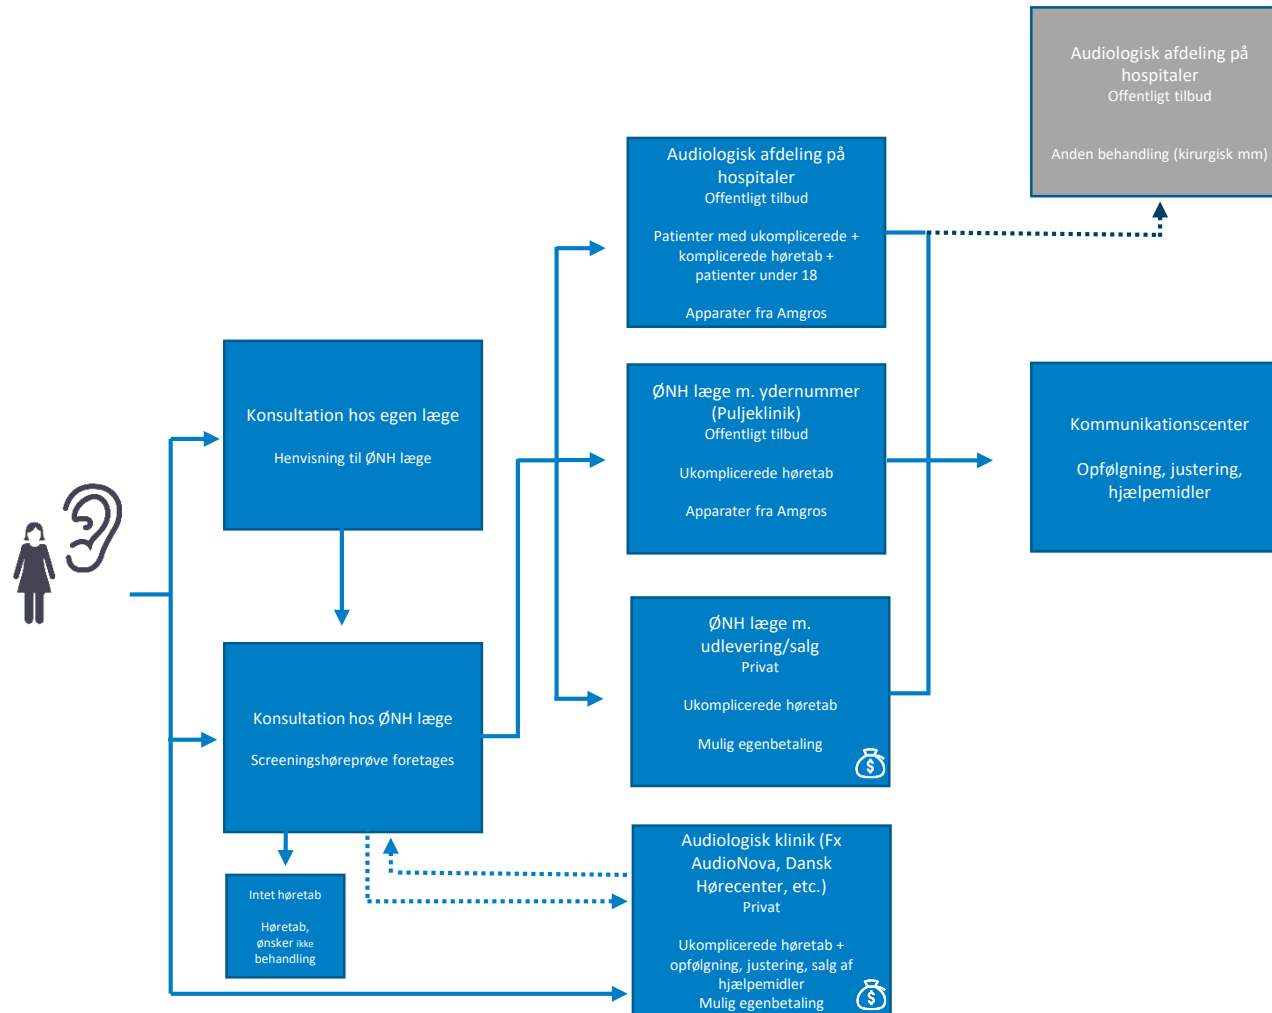 Audiologisk afdeling på
hospitaler
Offentligt tilbud
Anden behandling (kirurgisk mm)
Audiologisk afdeling på
hospitaler
Offentligt tilbud
Patienter med ukomplicerede +
komplicerede høretab +
patienter under 18
Apparater fra Amgros
Konsultation hos egen læge
Henvisning til ØNH læge
ØNH læge m. ydernummer
(Puljeklinik)
Offentligt tilbud
Ukomplicerede høretab
Apparater fra Amgros
Kommunikationscenter
Opfølgning, justering,
hjælpemidler
Konsultation hos ØNH læge
Screeningshøreprøve foretages
ØNH læge m.
udlevering/salg
Privat
Ukomplicerede høretab
Mulig egenbetaling
$
Intet høretab
Høretab,
ønsker ikke
behandling
Audiologisk klinik (Fx
AudioNova, Dansk
Hørecenter, etc.)
Privat
Ukomplicerede høretab +
opfølgning, justering, salg af
hjælpemidler
Mulig egenbetaling
$